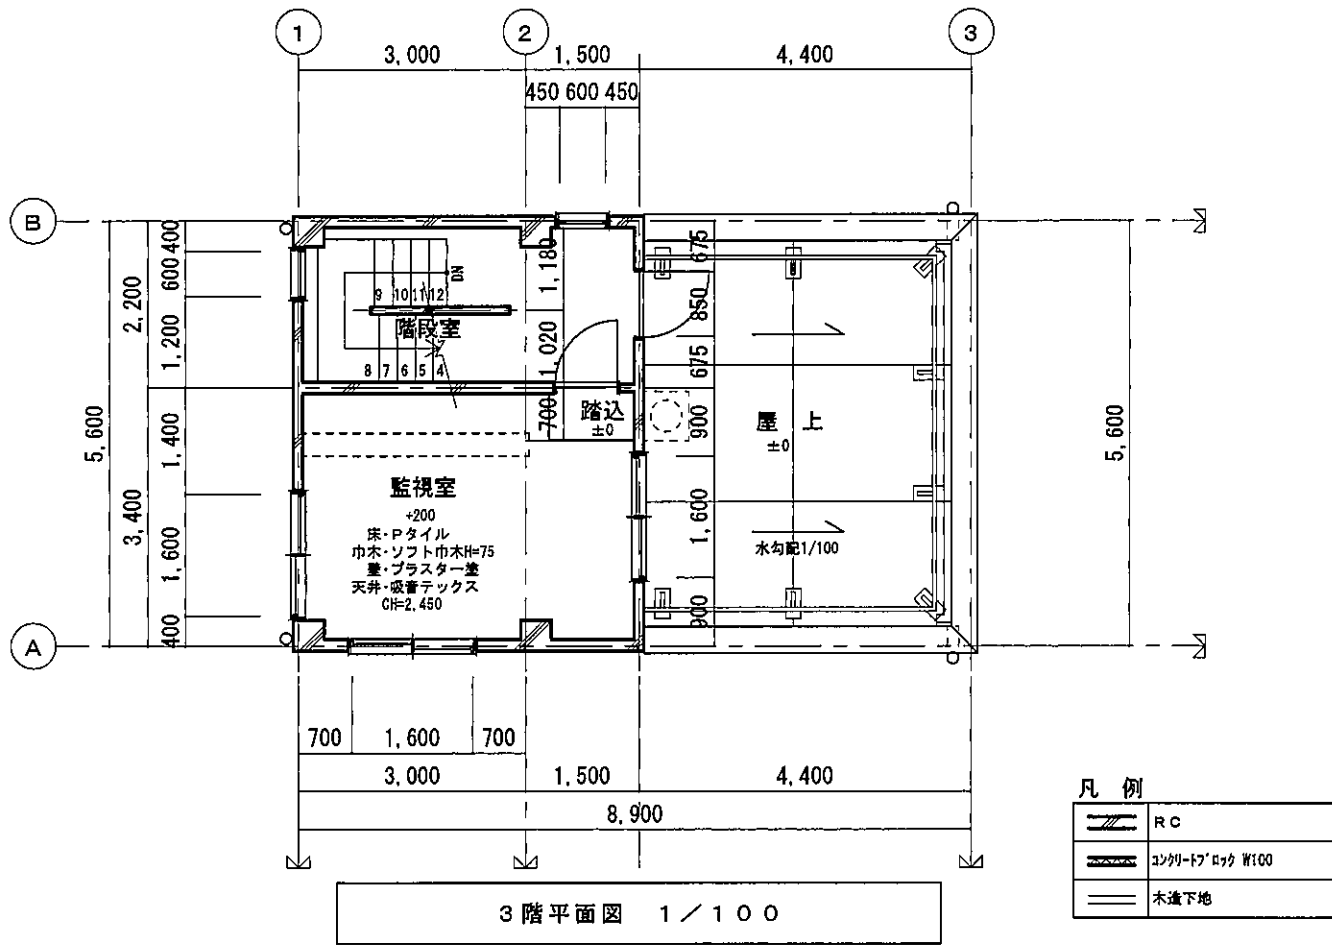 1
2
3
3,000
1,500
4,400
450
600
450
B
A
400
600
1,200
2,200
1,400
1,600
400
3,400
5,600
DN
9 10 11 12
階段室
8 7 6 5 4
1,180
1,020
700
踏込
±0
675
850
675
900
1,600
900
屋上
±0
水勾配1/100
5,600
監視室
+200
床・Pタイル
巾木・ソフト巾木H=75
壁・プラスター塗
天井・吸音テックス
CH=2,450
700
1,600
700
3,000
1,500
4,400
8,900
3階平面図 1/100
凡例
RC
コンクリートブロック W100
木造下地